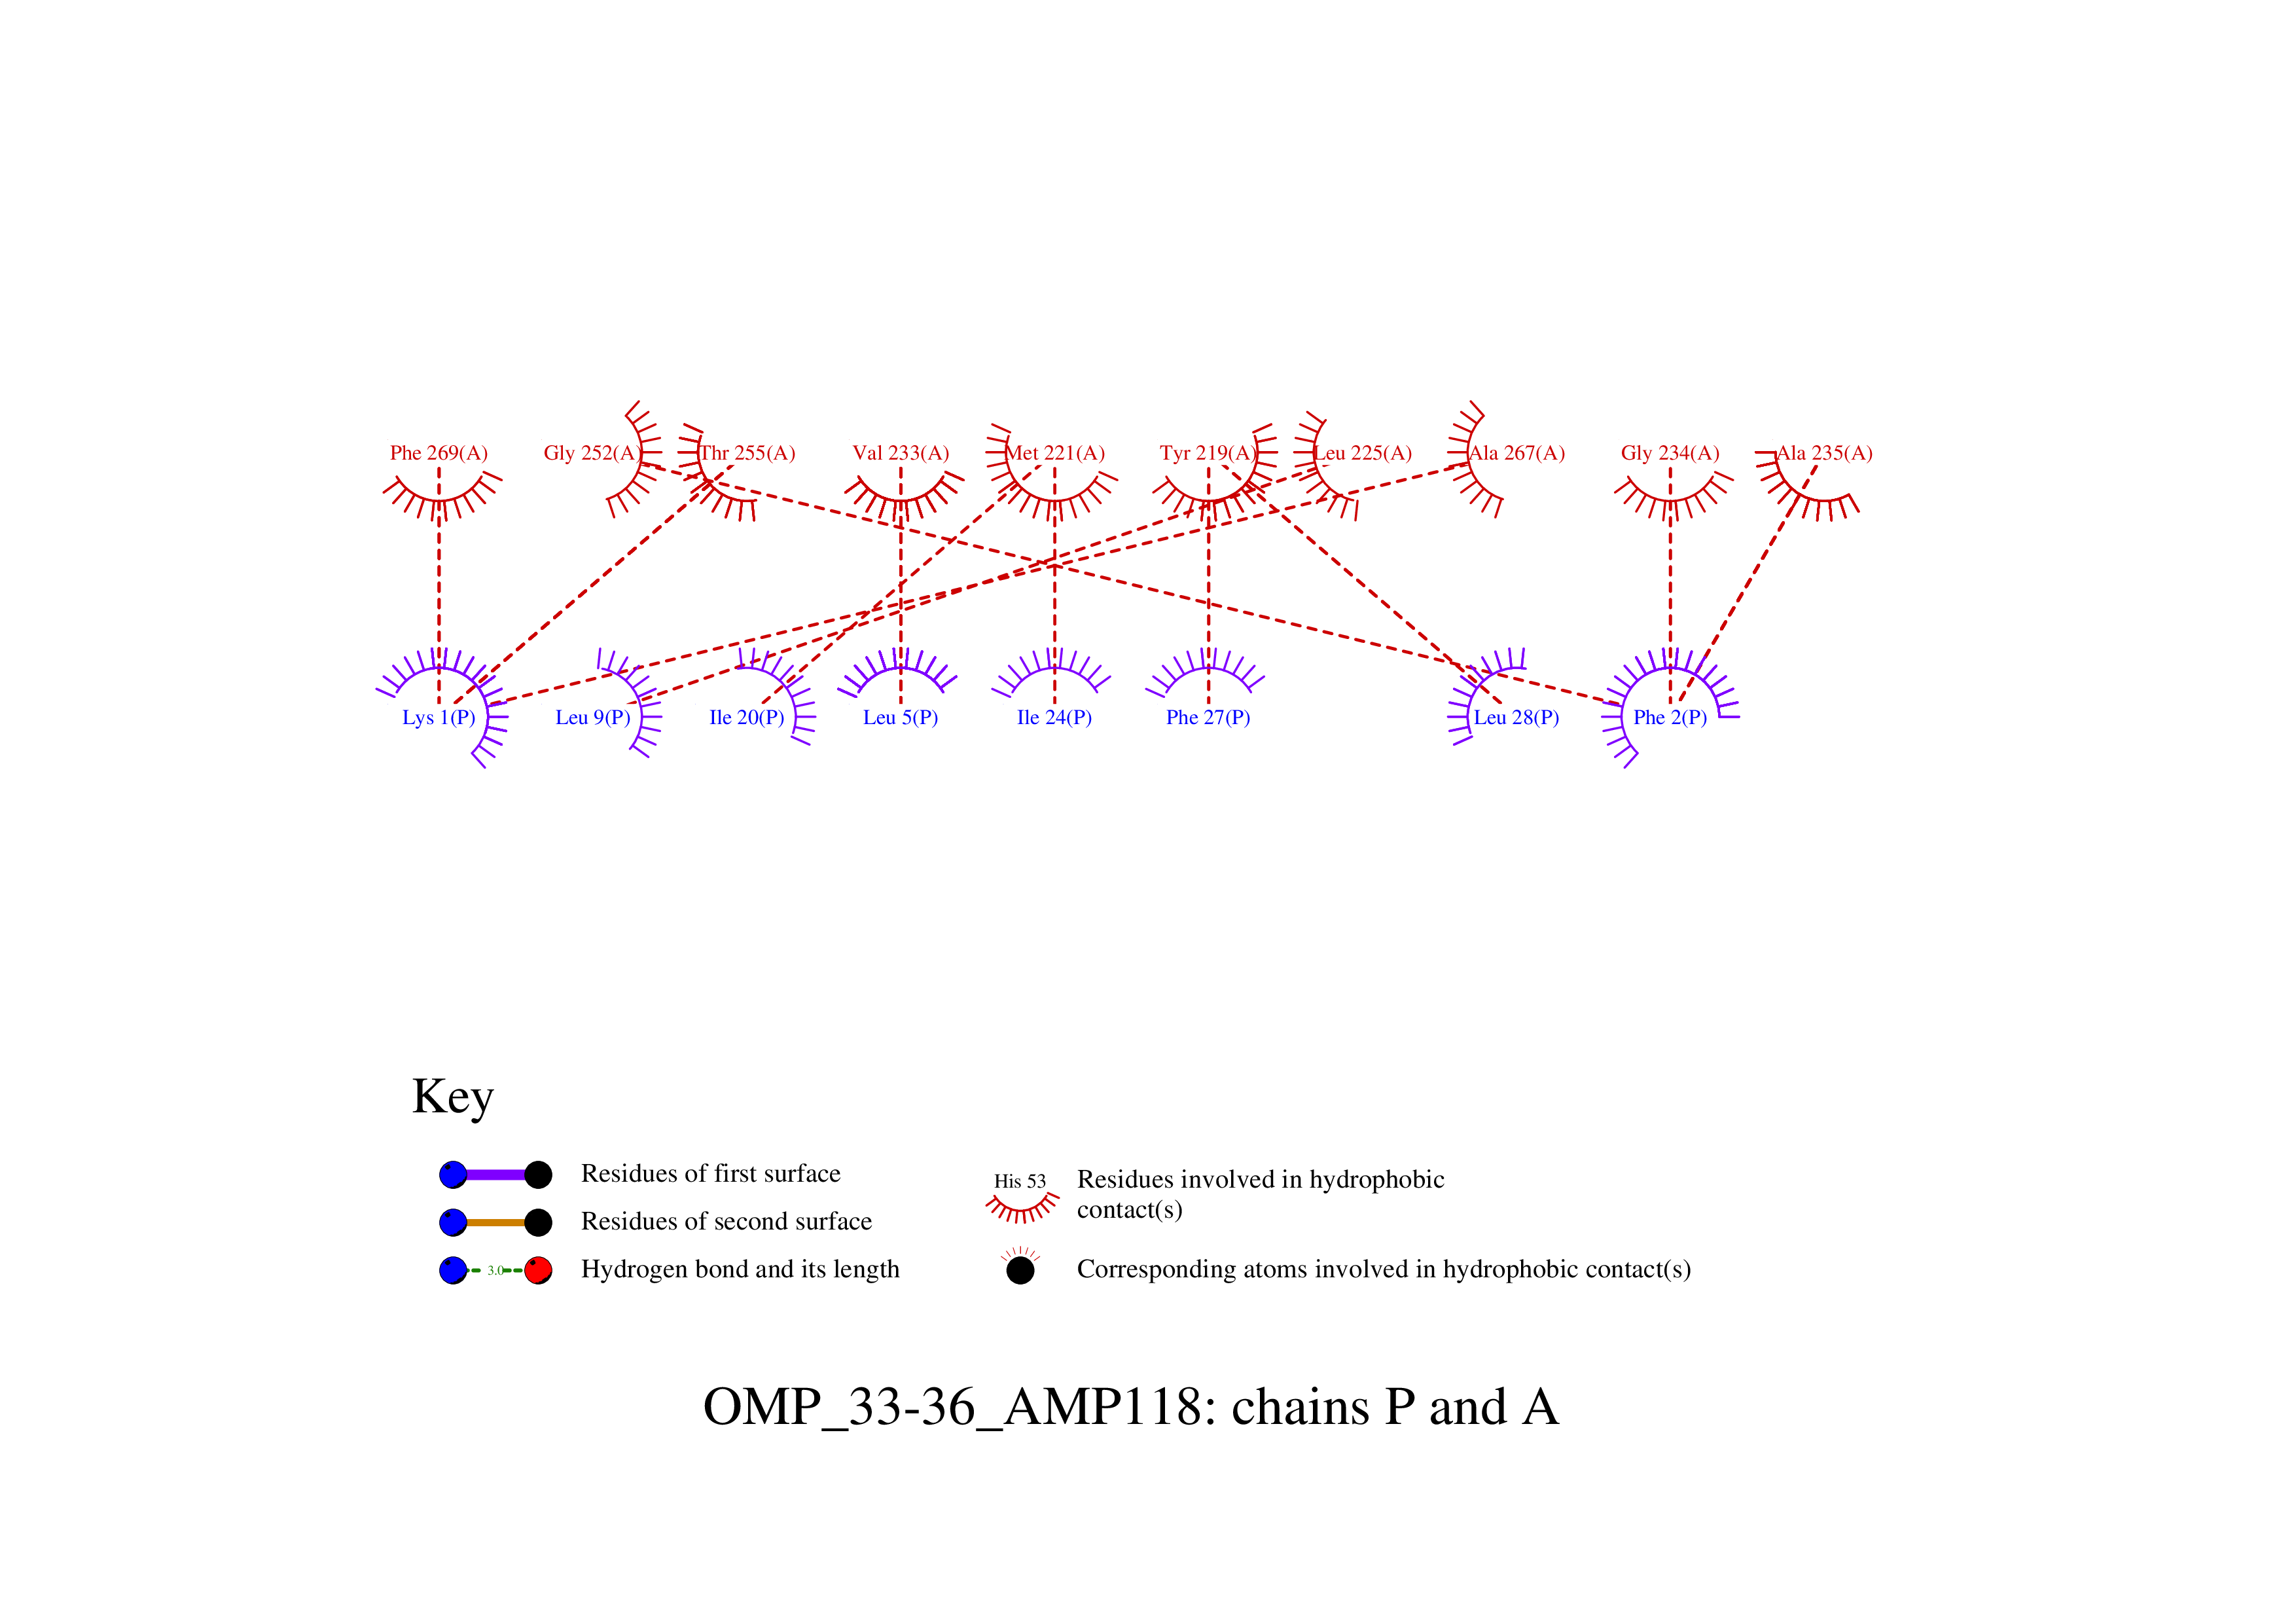 Phe 269(A) Gly 252(A) Thr 255(A) Val 233(A) Met 221(A) Tyr 219(A) Leu 225(A) Ala 267(A) Gly 234(A) Ala 235(A)
Lys 1(P) Leu 9(P) Ile 20(P) Leu 5(P) Ile 24(P) Phe 27(P) Leu 28(P) Phe 2(P)
Key
Residues of first surface
Residues of second surface
3.0 Hydrogen bond and its length
His 53 Residues involved in hydrophobic
contact(s)
Corresponding atoms involved in hydrophobic contact(s)
OMP_33-36_AMP118: chains P and A